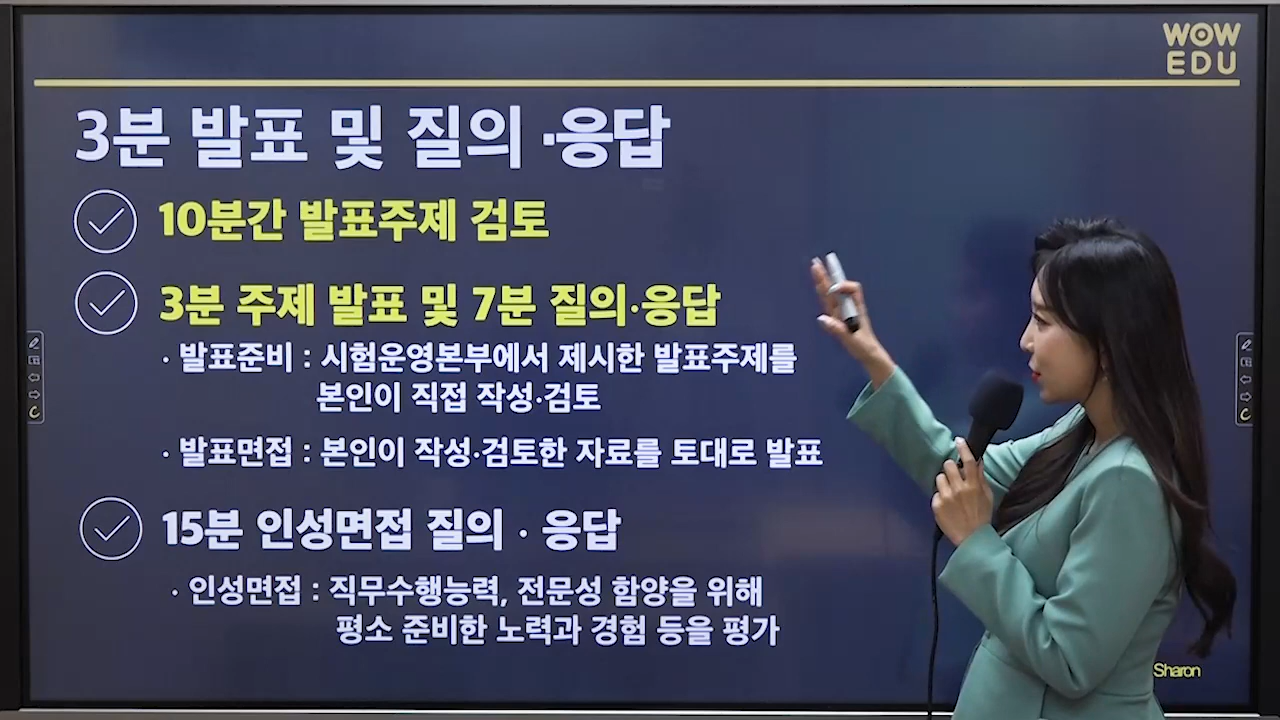 WOW
EDU
3분 발표 및 질의·응답
10분간 발표주제 검토
3분 주제 발표 및 7분 질의·응답
· 발표준비 : 시험운영본부에서 제시한 발표주제를
본인이 직접 작성·검토
· 발표면접 : 본인이 작성·검토한 자료를 토대로 발표
15분 인성면접 질의 · 응답
· 인성면접 : 직무수행능력, 전문성 함양을 위해
평소 준비한 노력과 경험 등을 평가
Sharon